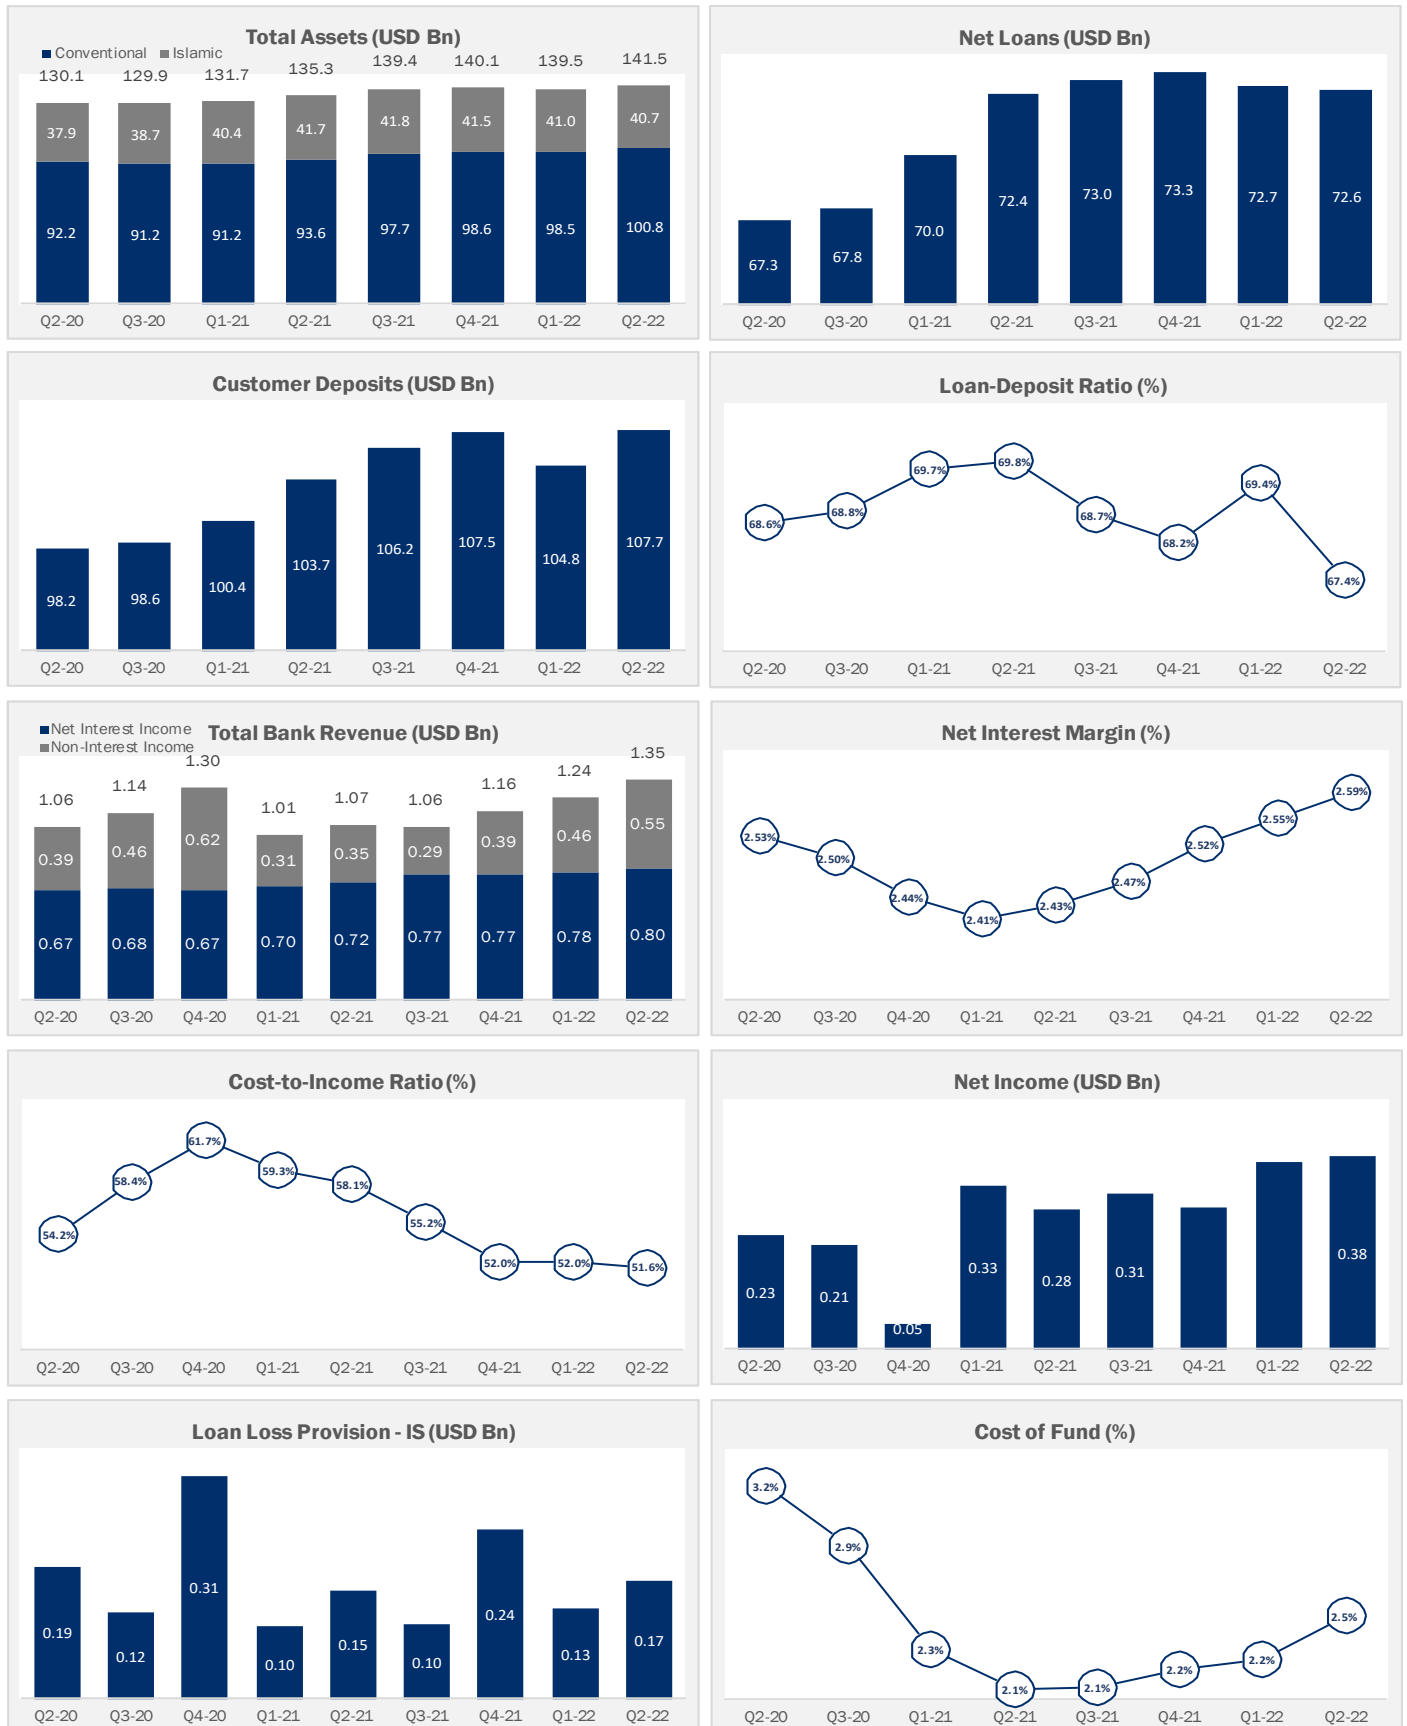 Total Assets (USD Bn)
Conventional Islamic
130.1 129.9 131.7 135.3 139.4 140.1 139.5 141.5
37.9 38.7 40.4 41.7 41.8 41.5 41.0 40.7
92.2 91.2 91.2 93.6 97.7 98.6 98.5 100.8
Q2-20 Q3-20 Q1-21 Q2-21 Q3-21 Q4-21 Q1-22 Q2-22
Net Loans (USD Bn)
67.3 67.8 70.0 72.4 73.0 73.3 72.7 72.6
Q2-20 Q3-20 Q1-21 Q2-21 Q3-21 Q4-21 Q1-22 Q2-22
Customer Deposits (USD Bn)
98.2 98.6 100.4 103.7 106.2 107.5 104.8 107.7
Q2-20 Q3-20 Q1-21 Q2-21 Q3-21 Q4-21 Q1-22 Q2-22
Loan-Deposit Ratio (%)
68.6% 68.8% 69.7% 69.8% 68.7% 68.2% 69.4% 67.4%
Q2-20 Q3-20 Q1-21 Q2-21 Q3-21 Q4-21 Q1-22 Q2-22
Total Bank Revenue (USD Bn)
Net Interest Income
Non-Interest Income
1.06 1.14 1.30 1.01 1.07 1.06 1.16 1.24 1.35
0.39 0.46 0.62 0.31 0.35 0.29 0.39 0.46 0.55
0.67 0.68 0.67 0.70 0.72 0.77 0.77 0.78 0.80
Q2-20 Q3-20 Q4-20 Q1-21 Q2-21 Q3-21 Q4-21 Q1-22 Q2-22
Net Interest Margin (%)
2.53% 2.50% 2.44% 2.41% 2.43% 2.47% 2.52% 2.55% 2.59%
Q2-20 Q3-20 Q4-20 Q1-21 Q2-21 Q3-21 Q4-21 Q1-22 Q2-22
Cost-to-Income Ratio (%)
54.2% 58.4% 61.7% 59.3% 58.1% 55.2% 52.0% 52.0% 51.6%
Q2-20 Q3-20 Q4-20 Q1-21 Q2-21 Q3-21 Q4-21 Q1-22 Q2-22
Net Income (USD Bn)
0.23 0.21 0.05 0.33 0.28 0.31 0.38
Q2-20 Q3-20 Q4-20 Q1-21 Q2-21 Q3-21 Q4-21 Q1-22 Q2-22
Loan Loss Provision - IS (USD Bn)
0.19 0.12 0.31 0.10 0.15 0.10 0.24 0.13 0.17
Q2-20 Q3-20 Q4-20 Q1-21 Q2-21 Q3-21 Q4-21 Q1-22 Q2-22
Cost of Fund (%)
3.2% 2.9% 2.3% 2.1% 2.1% 2.2% 2.2% 2.5%
Q2-20 Q3-20 Q1-21 Q2-21 Q3-21 Q4-21 Q1-22 Q2-22